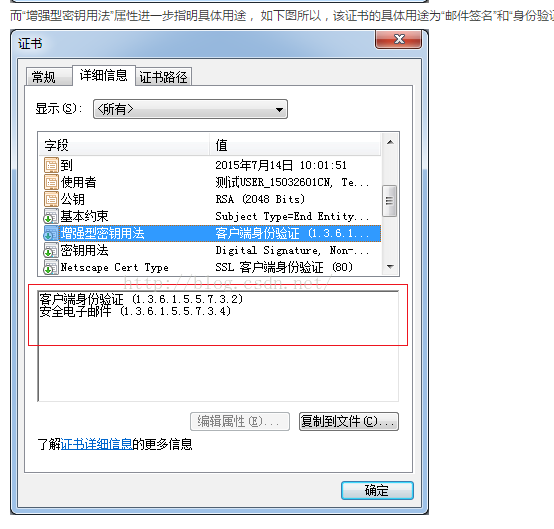 而“增强型密钥用法”属性进一步指明具体用途， 如下图所以，该证书的具体用途为“邮件签名”和“身份验
证书
常规 详细信息 证书路径
显示(S): <所有>
字段 值
到 2015年7月14日 10:01:51
使用者 测试USER_15032601CN, Te...
公钥 RSA (2048 Bits)
基本约束 Subject Type=End Entity,...
增强型密钥用法 客户端身份验证 (1.3.6.1...
密钥用法 Digital Signature, Non-...
Netscape Cert Type SSL 客户端身份验证 (80)
http://blog.csdn.net/
客户端身份验证 (1.3.6.1.5.5.7.3.2)
安全电子邮件 (1.3.6.1.5.5.7.3.4)
编辑属性(E)... 复制到文件(C)...
了解证书详细信息的更多信息
确定